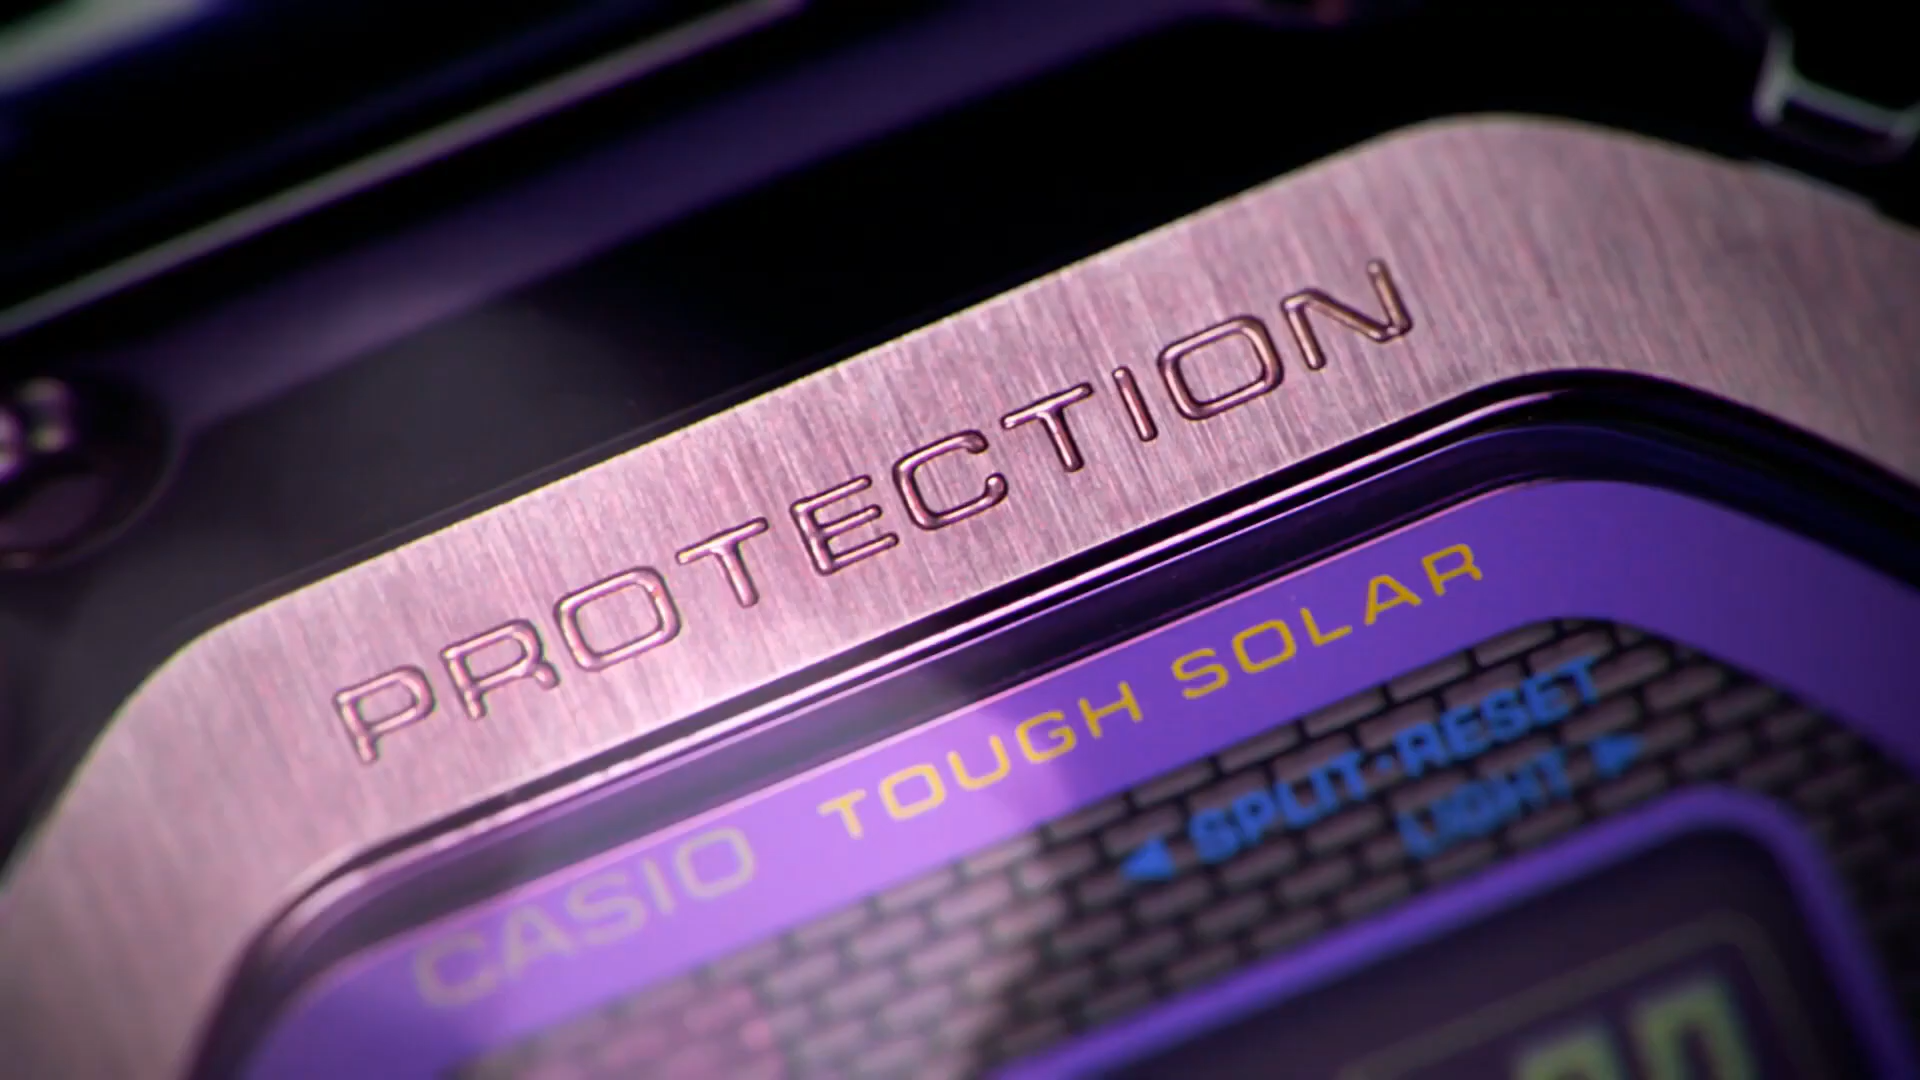 PROTECTION
CASIO TOUGH SOLAR
◀ SPLIT·RESET
LIGHT ▶